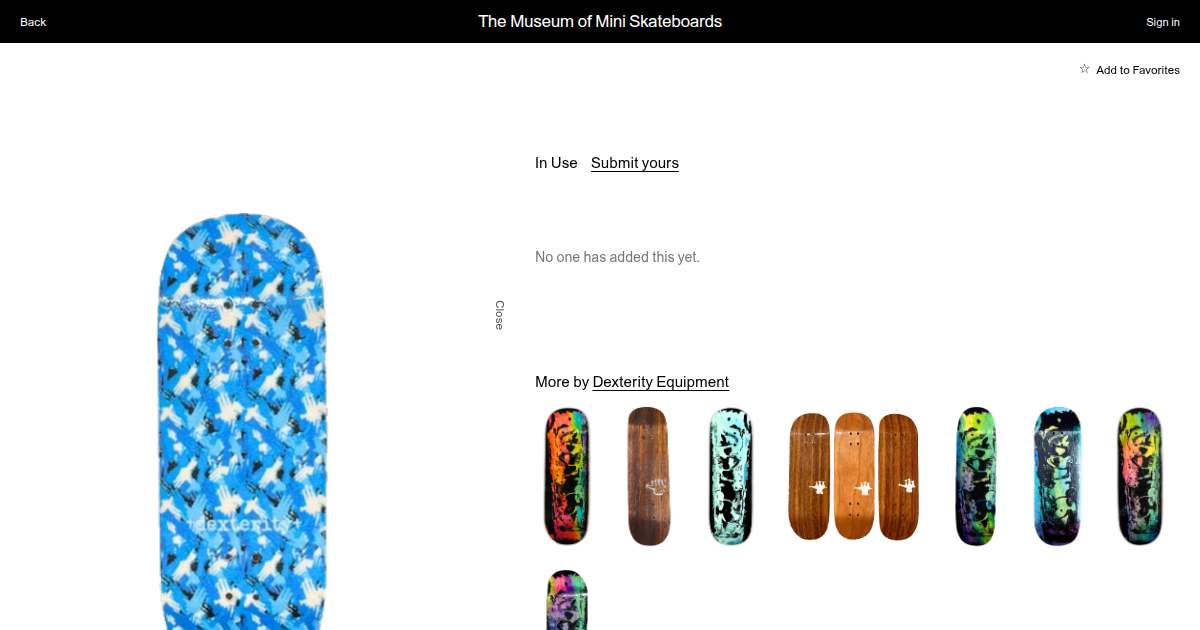 Back
The Museum of Mini Skateboards
Sign in
☆ Add to Favorites
In Use Submit yours
No one has added this yet.
Close
More by Dexterity Equipment
dexterity